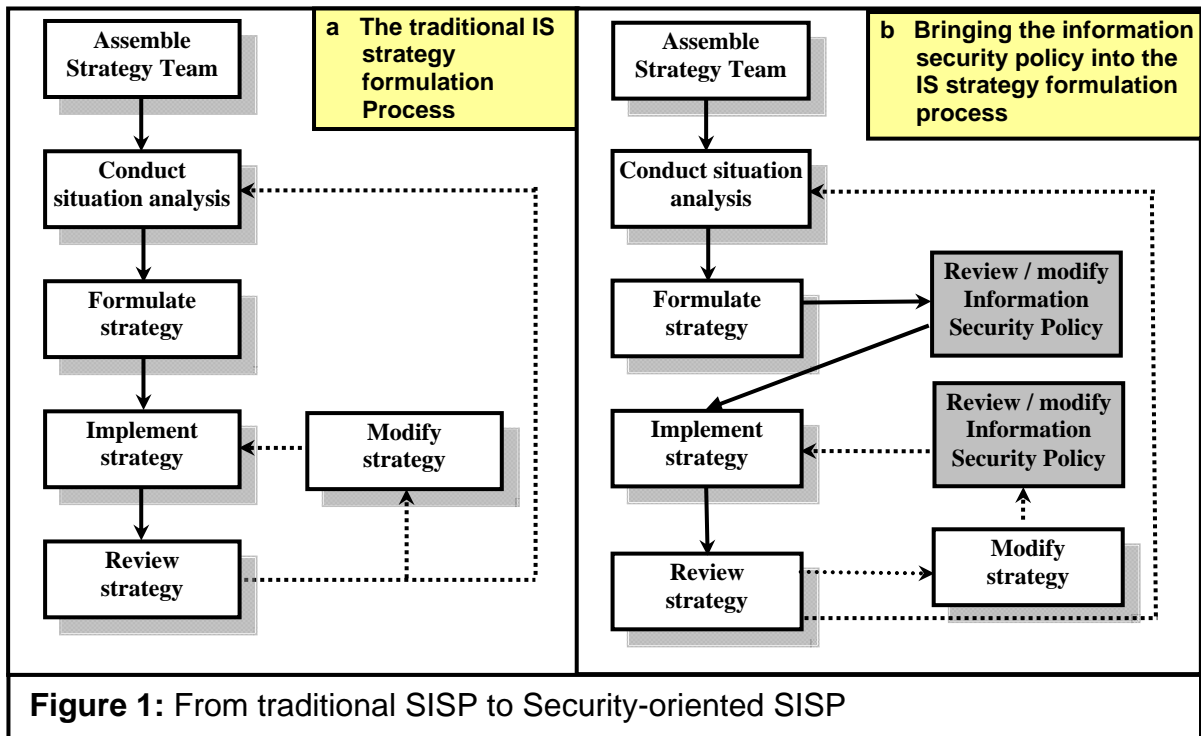 a The traditional IS
strategy
formulation
Process
Assemble
Strategy Team
Conduct
situation analysis
Formulate
strategy
Implement
strategy
Modify
strategy
Review
strategy
b Bringing the information
security policy into the
IS strategy formulation
process
Assemble
Strategy Team
Conduct situation
analysis
Formulate
strategy
Review / modify
Information
Security Policy
Implement
strategy
Review / modify
Information
Security Policy
Review
strategy
Modify
strategy
Figure 1: From traditional SISP to Security-oriented SISP